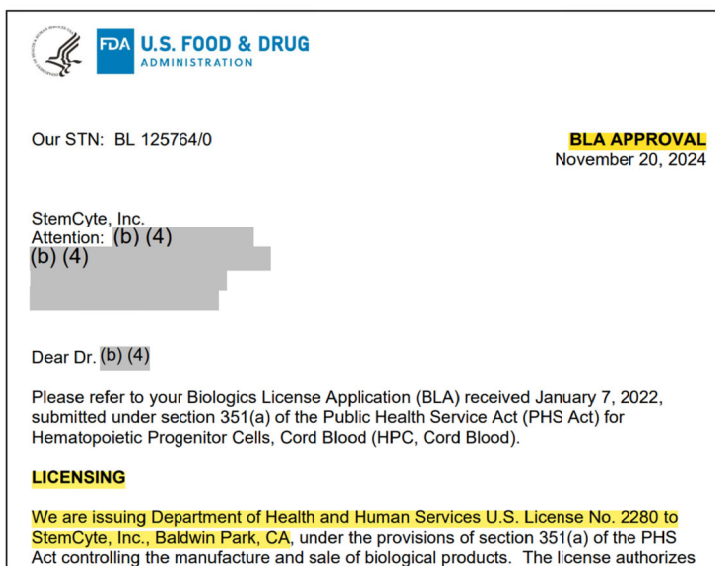 FDA U.S. FOOD & DRUG
ADMINISTRATION
Our STN: BL 125764/0
BLA APPROVAL
November 20, 2024
StemCyte, Inc.
Attention: (b) (4)
(b) (4)
Dear Dr. (b) (4)
Please refer to your Biologics License Application (BLA) received January 7, 2022,
submitted under section 351(a) of the Public Health Service Act (PHS Act) for
Hematopoietic Progenitor Cells, Cord Blood (HPC, Cord Blood).
LICENSING
We are issuing Department of Health and Human Services U.S. License No. 2280 to
StemCyte, Inc., Baldwin Park, CA, under the provisions of section 351(a) of the PHS
Act controlling the manufacture and sale of biological products. The license authorizes